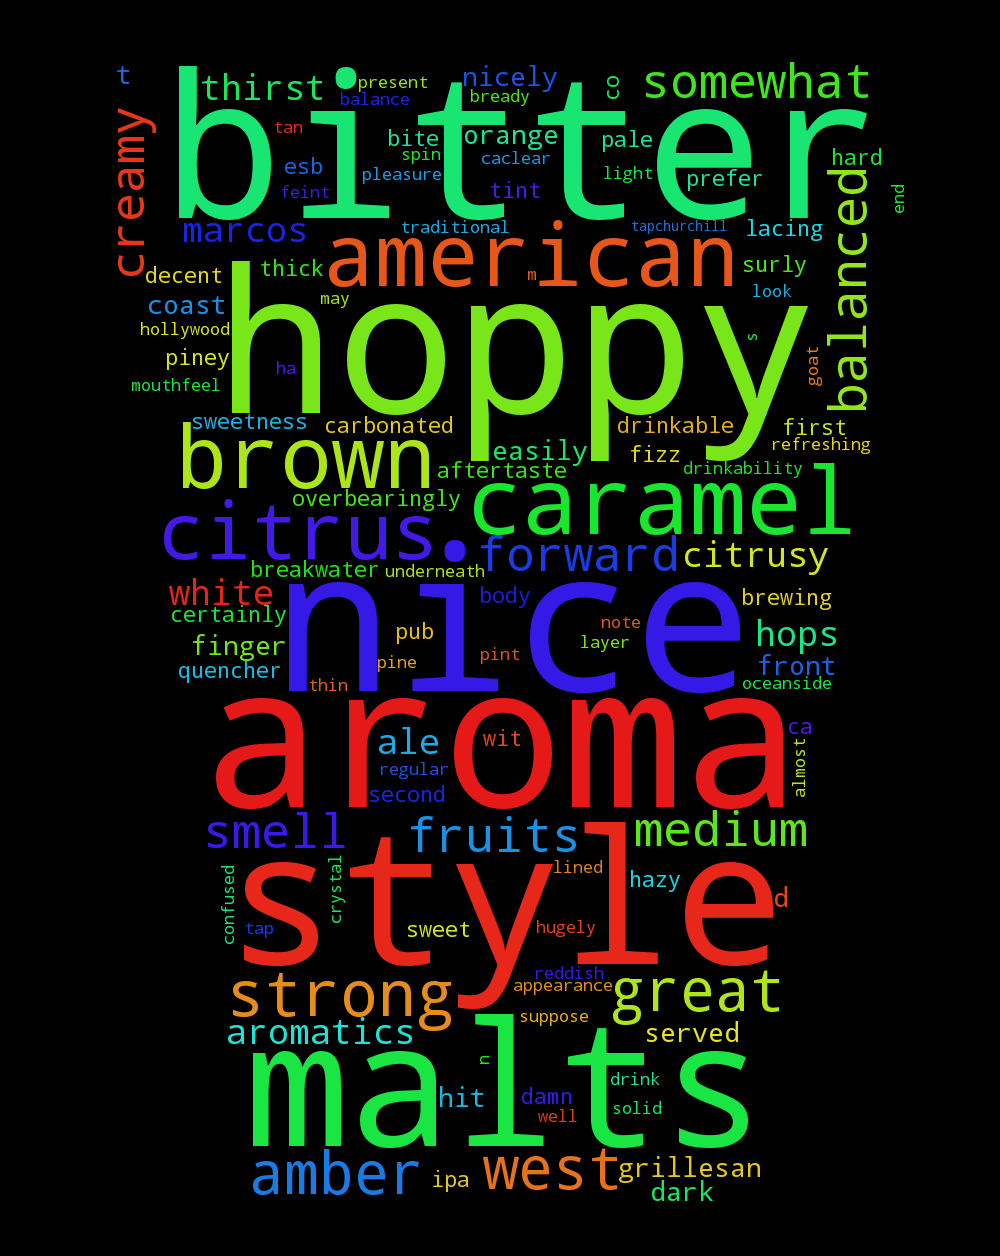 t
thirst
present
nicely
co
somewhat
balance
bready
creamy
bitter
tan
bite
orange
pale
esb
spin
caclear
hard
pleasure
light
prefer
feint
tint
end
marcos
traditional
tapchurchill
lacing
balanced
american
decent
thick
m
surly
coast
may
look
hollywood
hoppy
s
piney
ha
goat
mouthfeel
sweetness
carbonated
drinkable
first
brown
easily
fizz
refreshing
aftertaste
drinkability
overbearingly
caramel
citrus
forward
citrusy
breakwater
underneath
white
nice
body
brewing
certainly
note
finger
pub
layer
hops
quencher
pine
pint
front
thin
oceanside
aroma
ca
ale
wit
almost
regular
second
smell
fruits
medium
style
confused
crystal
lined
hazy
d
tap
sweet
hugely
strong
reddish
great
appearance
aromatics
suppose
served
malts
n
drink
hit
damn
solid
well
amber
ipa
west
grillesan
dark